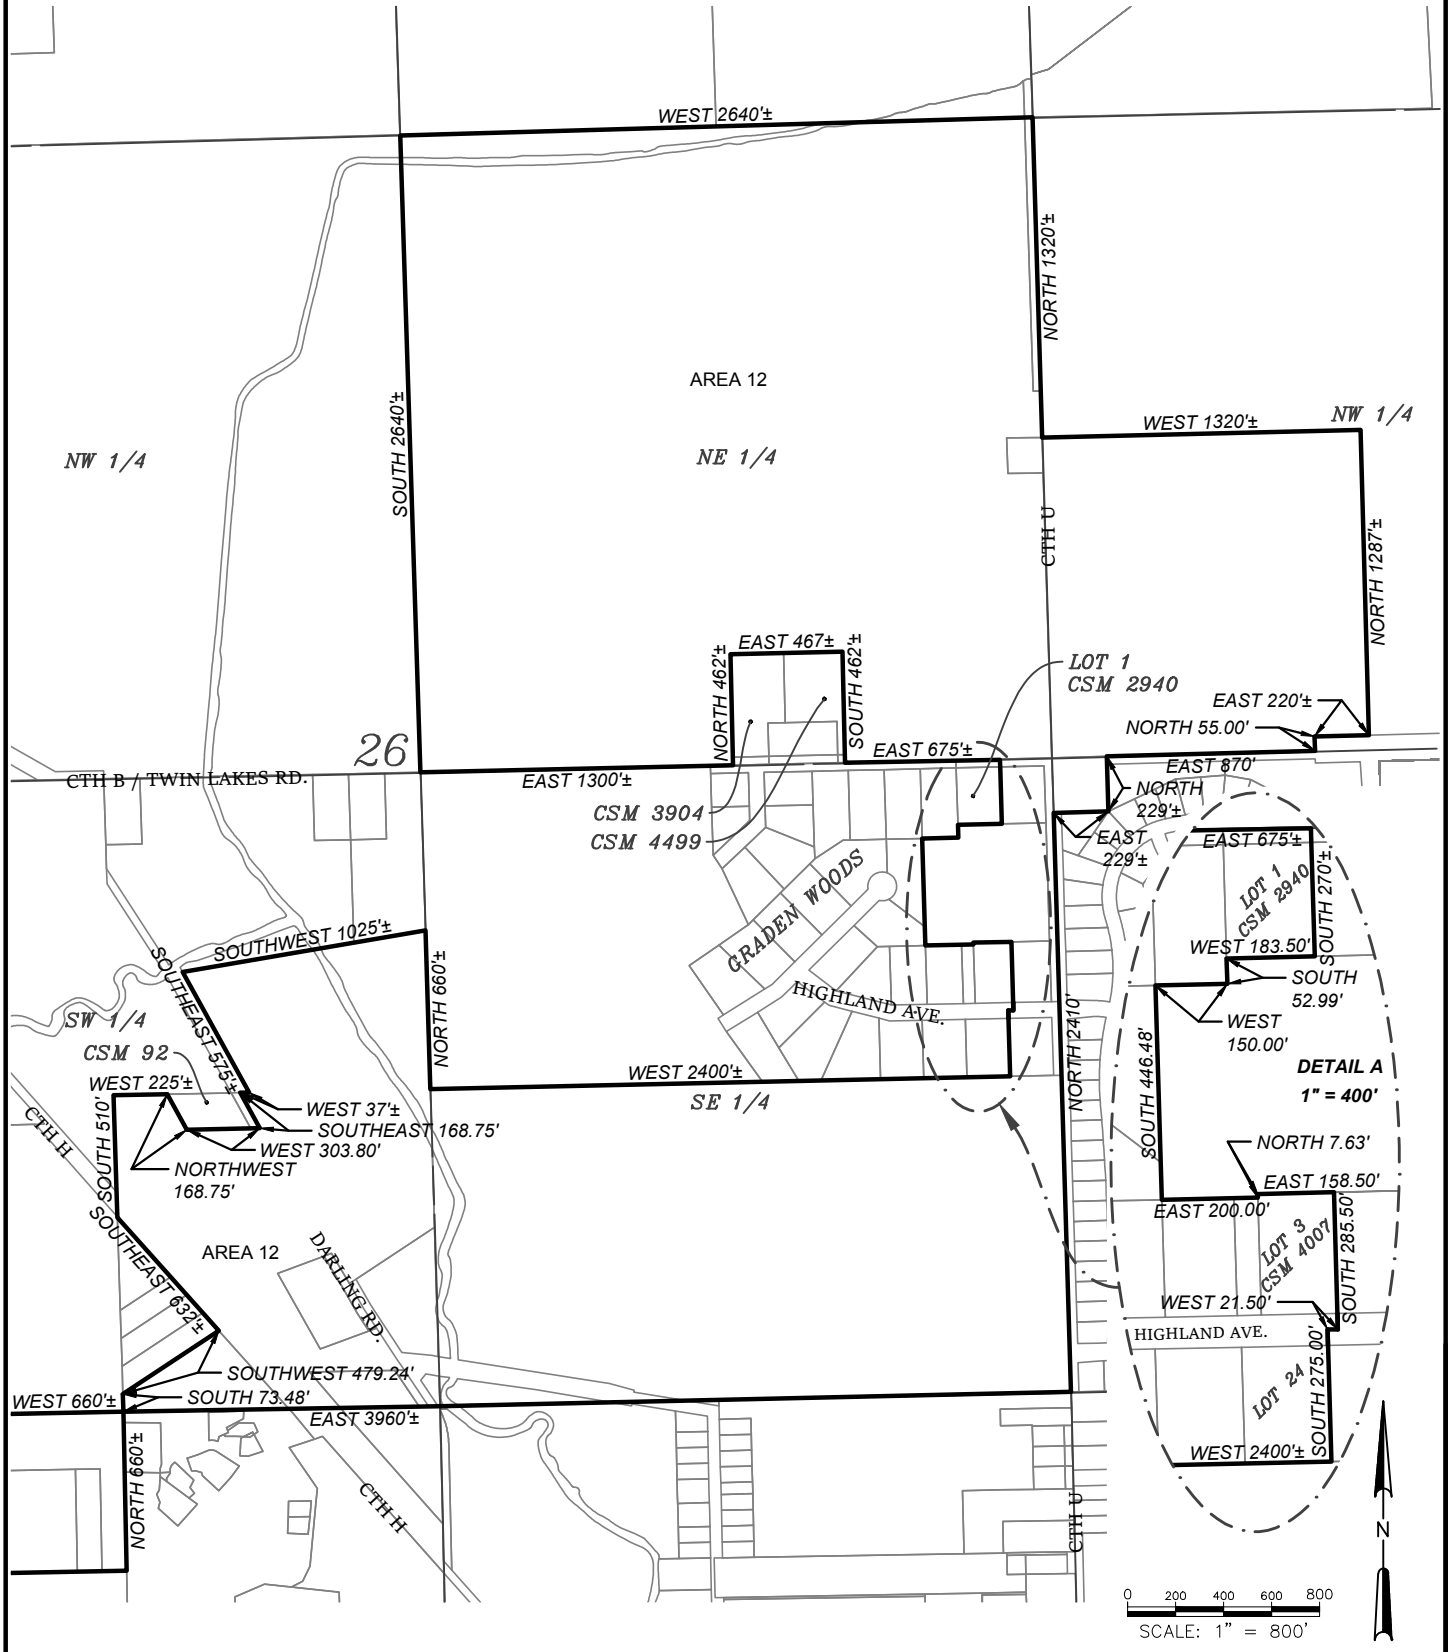 WEST 2640'±
NORTH 1320'±
AREA 12
SOUTH 2640'±
WEST 1320'±
NW 1/4
NW 1/4
NE 1/4
CTH U
NORTH 1287'±
EAST 467±
NORTH 462'±
SOUTH 462'±
LOT 1
CSM 2940
EAST 220'±
NORTH 55.00'
26
EAST 675'±
CTH B / TWIN LAKES RD.
EAST 1300'±
EAST 870'
NORTH
229'±
EAST
229'±
CSM 3904
CSM 4499
GRADEN WOODS
HIGHLAND AVE.
SOUTHWEST 1025'±
SOUTHEAST 575'±
NORTH 660'±
SW 1/4
CSM 92
WEST 225'±
WEST 37'±
SOUTHEAST 168.75'
WEST 303.80'
NORTHWEST
168.75'
SOUTH 510'
CTH H
WEST 2400'±
SE 1/4
NORTH 2410'
SOUTHEAST 632'±
AREA 12
DARLING RD.
SOUTHWEST 479.24'
SOUTH 73.48'
WEST 660'±
EAST 3960'±
NORTH 660'±
CTH H
CTH U
EAST 675'±
LOT 1
CSM 2940
SOUTH 270'±
WEST 183.50'
SOUTH
52.99'
WEST
150.00'
DETAIL A
1" = 400'
SOUTH 446.48'
NORTH 7.63'
EAST 158.50'
EAST 200.00'
LOT 3
CSM 4007
SOUTH 285.50'
WEST 21.50'
HIGHLAND AVE.
LOT 24
SOUTH 275.00'
WEST 2400'±
N
0 200 400 600 800
SCALE: 1" = 800'